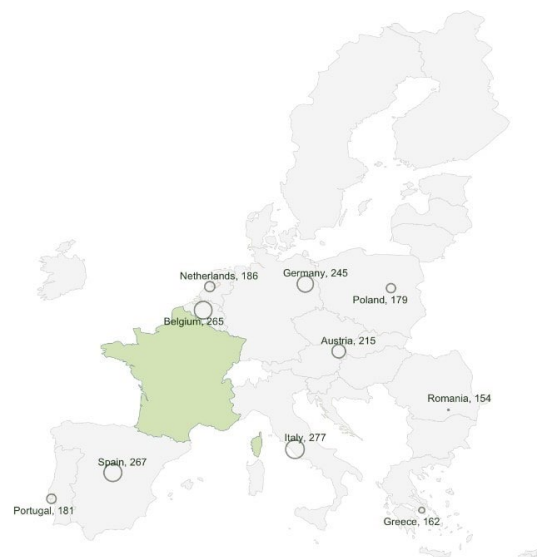 Netherlands, 186
Germany, 245
Poland, 179
Belgium, 265
Austria, 215
Romania, 154
Italy, 277
Spain, 267
Portugal, 181
Greece, 162